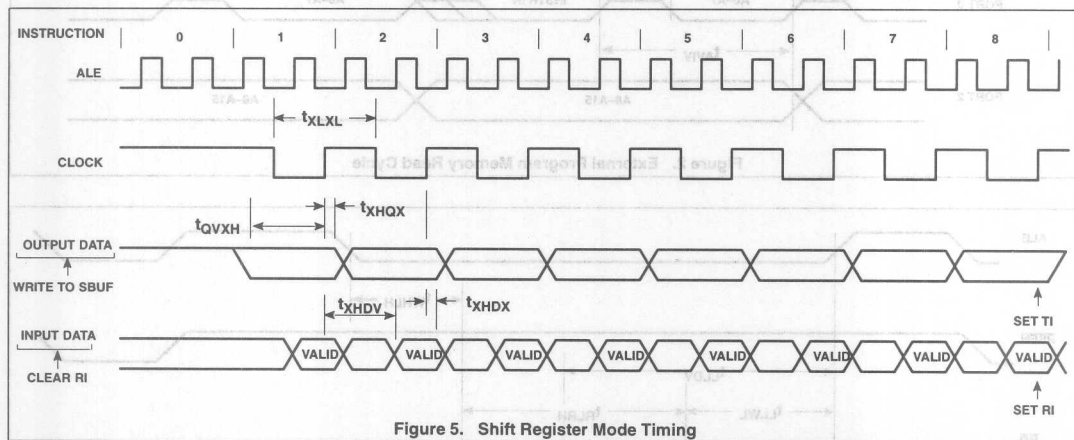 INSTRUCTION | 0 | 1 | 2 | 3 | 4 | 5 | 6 | 7 | 8 |
ALE
tXLXL
CLOCK
tXHQX
tQVXH
OUTPUT DATA
WRITE TO SBUF
tXHDV
tXHDX
SET TI
INPUT DATA
VALID VALID VALID VALID VALID VALID VALID VALID
CLEAR RI
SET RI
Figure 5. Shift Register Mode Timing